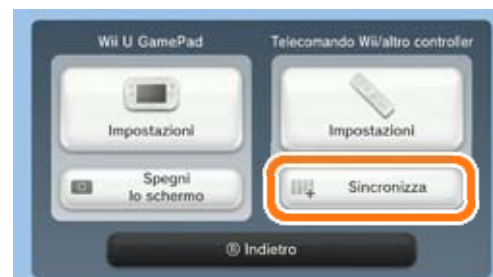 Wii U GamePad
Telecomando Wii/altro controller
Impostazioni
Impostazioni
Spegni
lo schermo
Sincronizza
Ⓑ Indietro